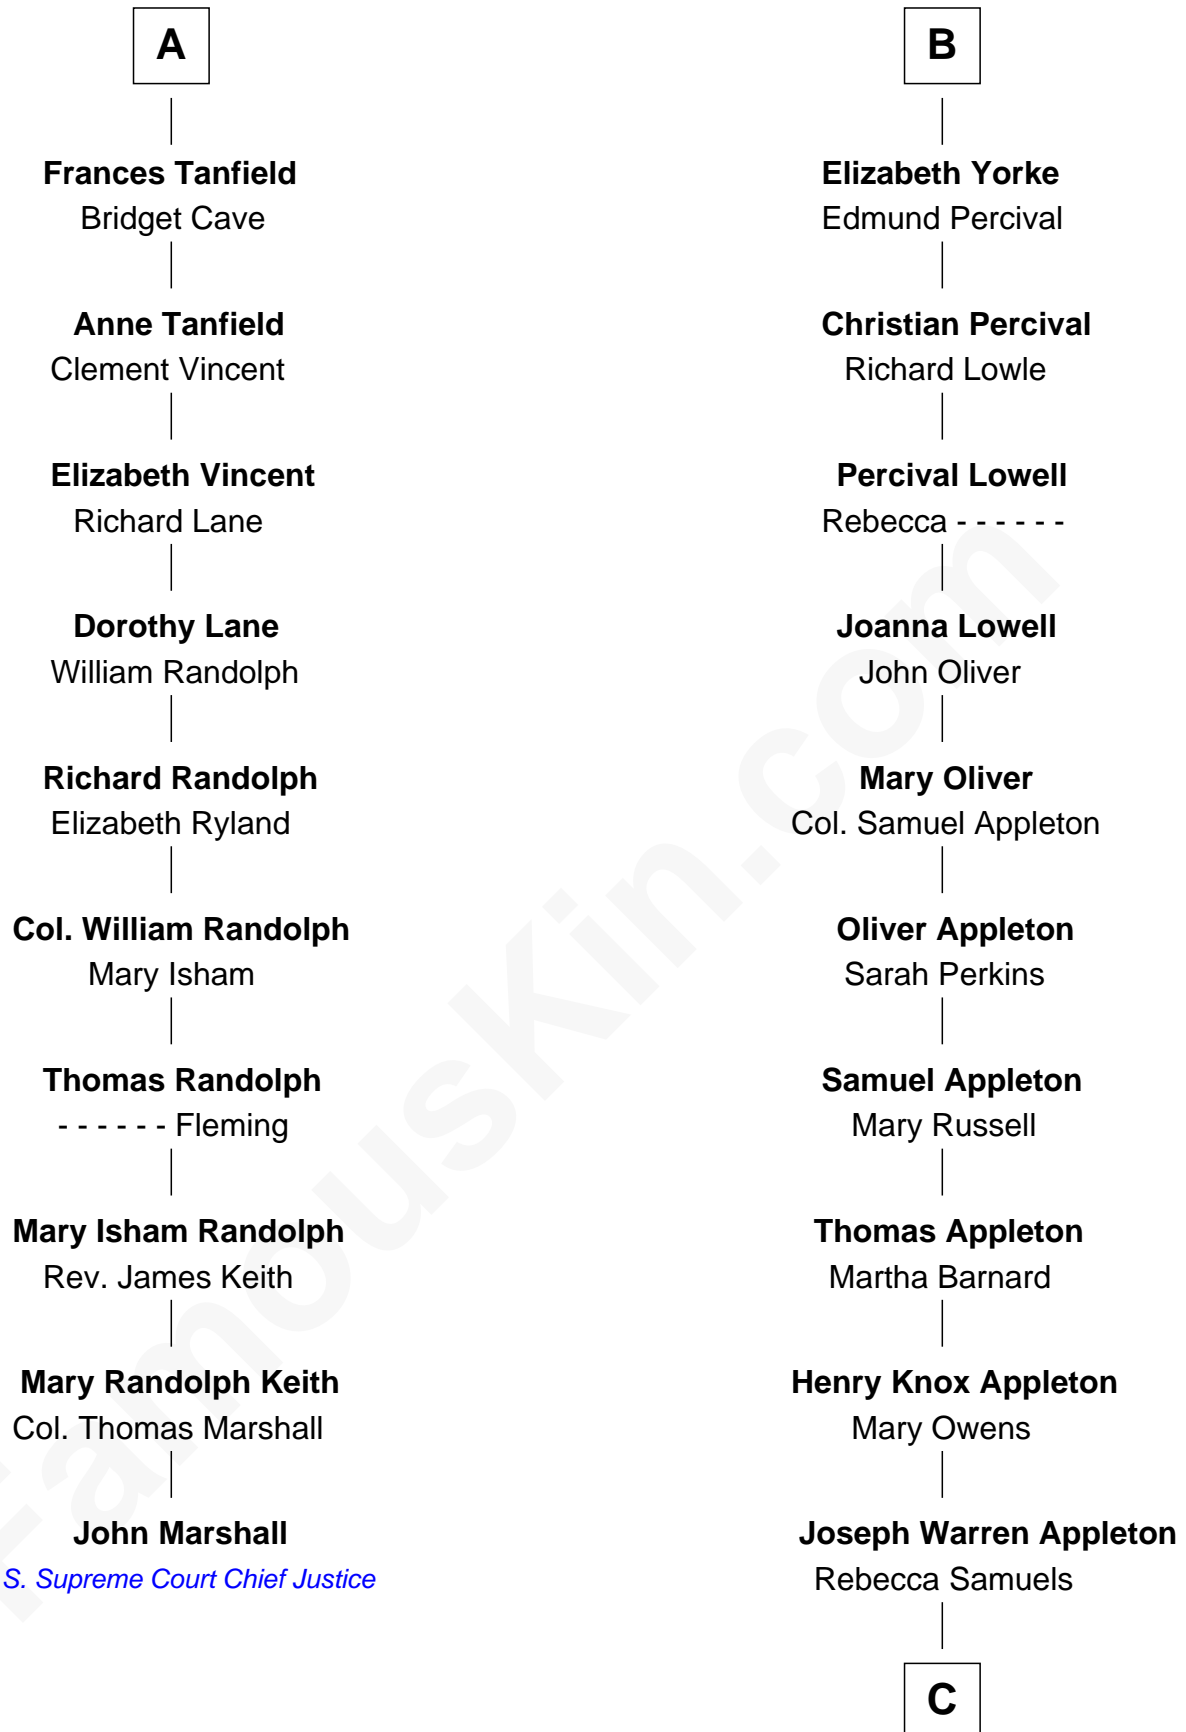 A
Frances Tanfield
Bridget Cave
Anne Tanfield
Clement Vincent
Elizabeth Vincent
Richard Lane
Dorothy Lane
William Randolph
Richard Randolph
Elizabeth Ryland
Col. William Randolph
Mary Isham
Thomas Randolph
- - - - - - Fleming
Mary Isham Randolph
Rev. James Keith
Mary Randolph Keith
Col. Thomas Marshall
John Marshall
S. Supreme Court Chief Justice
B
Elizabeth Yorke
Edmund Percival
Christian Percival
Richard Lowle
Percival Lowell
Rebecca - - - - - -
Joanna Lowell
John Oliver
Mary Oliver
Col. Samuel Appleton
Oliver Appleton
Sarah Perkins
Samuel Appleton
Mary Russell
Thomas Appleton
Martha Barnard
Henry Knox Appleton
Mary Owens
Joseph Warren Appleton
Rebecca Samuels
C
FamousKin.com